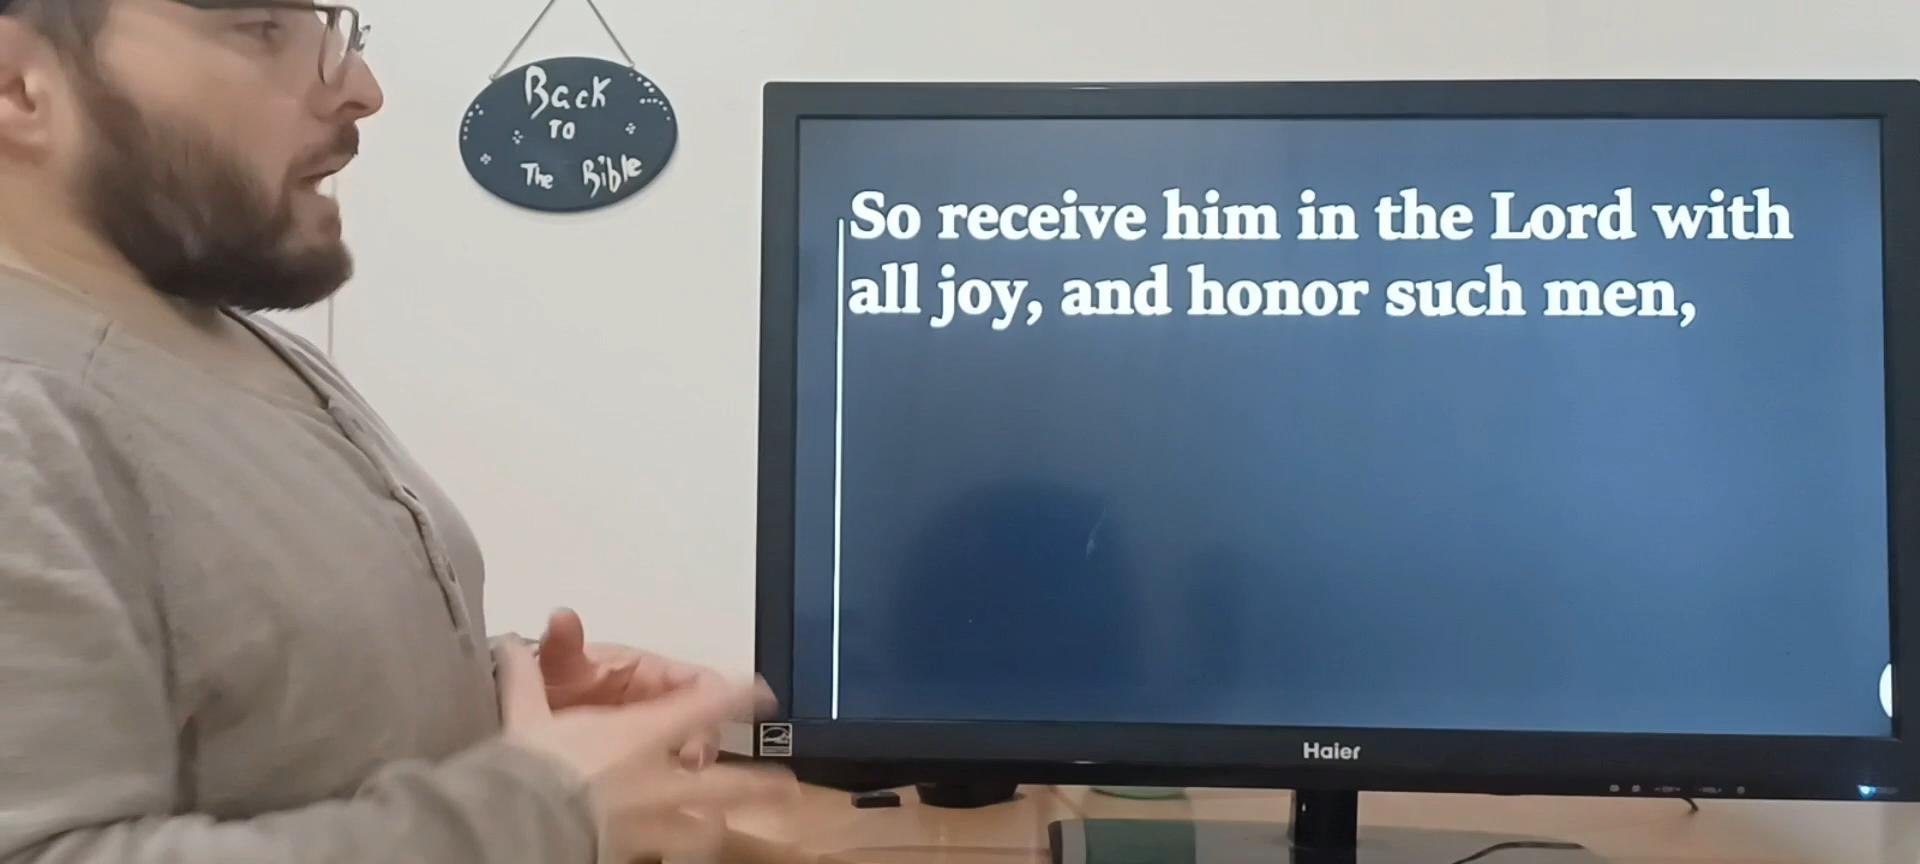 Back
TO
The Bible
So receive him in the Lord with
all joy, and honor such men,
Haier